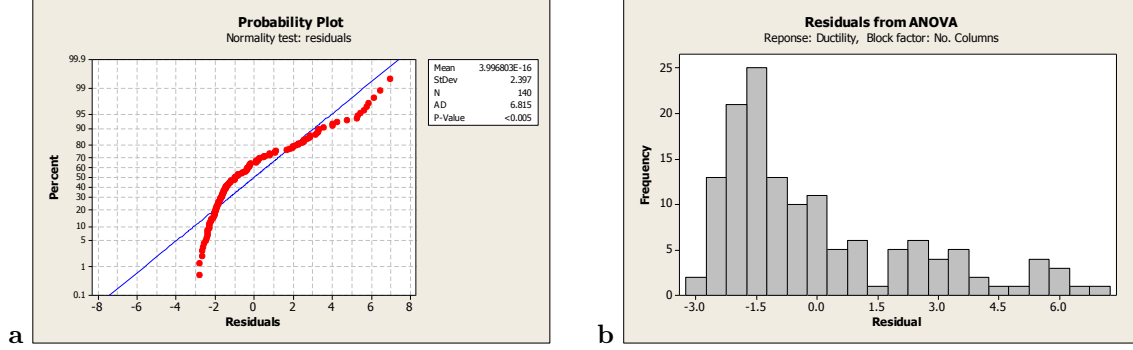 Probability Plot
Normality test: residuals
99.9
99
95
90
80
70
60
50
40
30
20
10
5
1
0.1
Percent
-8 -6 -4 -2 0 2 4 6 8
Residuals
Mean 3.996803E-16
StDev 2.397
N 140
AD 6.815
P-Value <0.005
a
Residuals from ANOVA
Reponse: Ductility, Block factor: No. Columns
25
20
15
10
5
0
Frequency
-3.0 -1.5 0.0 1.5 3.0 4.5 6.0
Residual
b